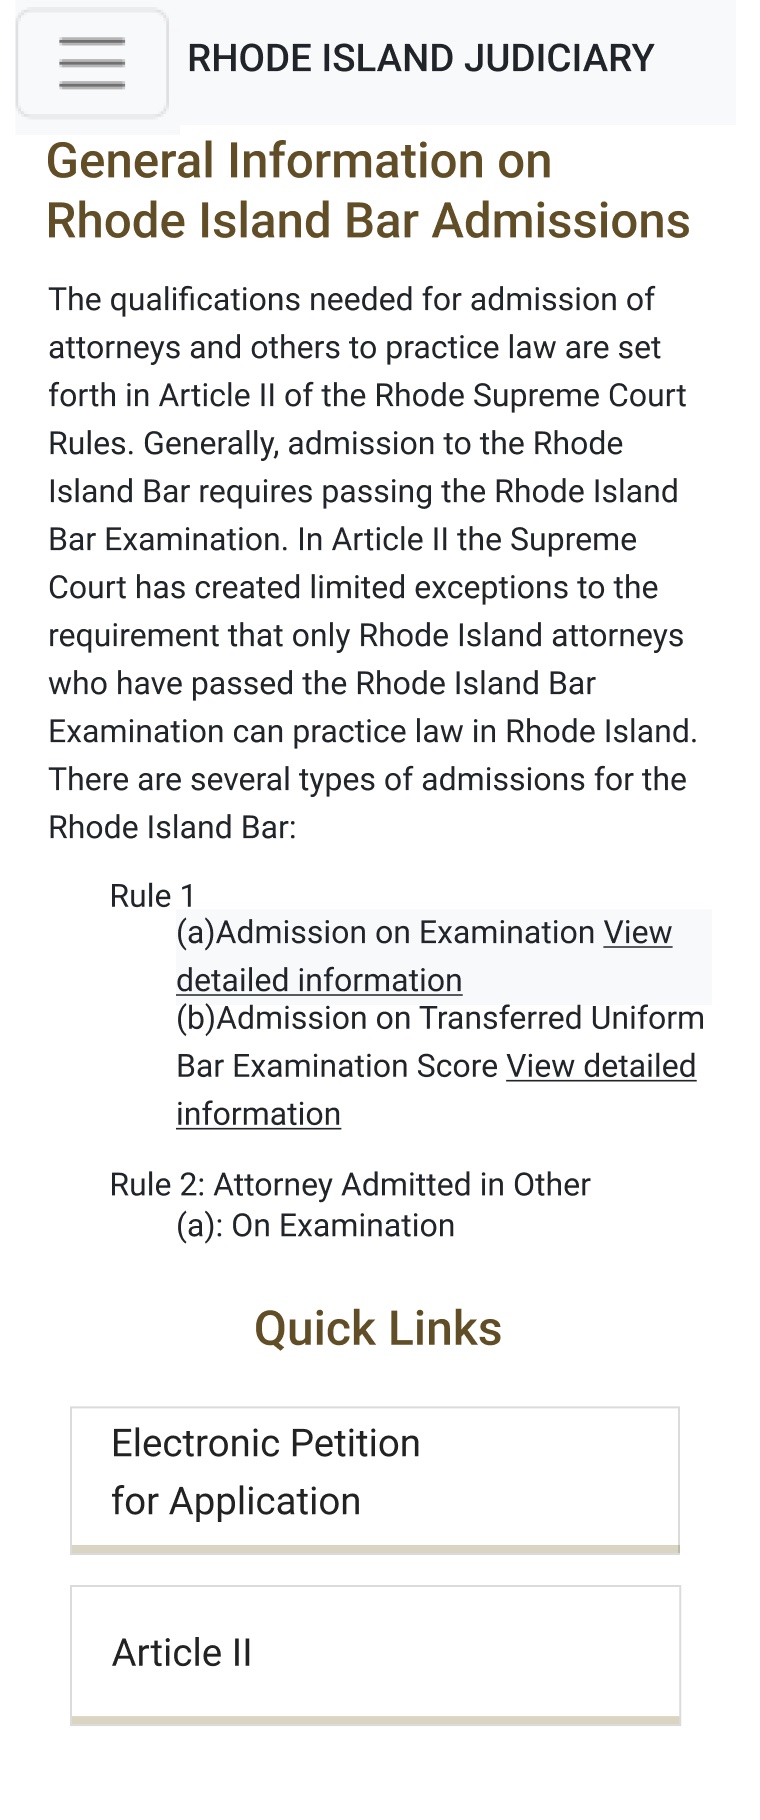 RHODE ISLAND JUDICIARY
General Information on
Rhode Island Bar Admissions
The qualifications needed for admission of
attorneys and others to practice law are set
forth in Article II of the Rhode Supreme Court
Rules. Generally, admission to the Rhode
Island Bar requires passing the Rhode Island
Bar Examination. In Article II the Supreme
Court has created limited exceptions to the
requirement that only Rhode Island attorneys
who have passed the Rhode Island Bar
Examination can practice law in Rhode Island.
There are several types of admissions for the
Rhode Island Bar:
Rule 1
(a)Admission on Examination View
detailed information
(b)Admission on Transferred Uniform
Bar Examination Score View detailed
information
Rule 2: Attorney Admitted in Other
(a): On Examination
Quick Links
Electronic Petition
for Application
Article II